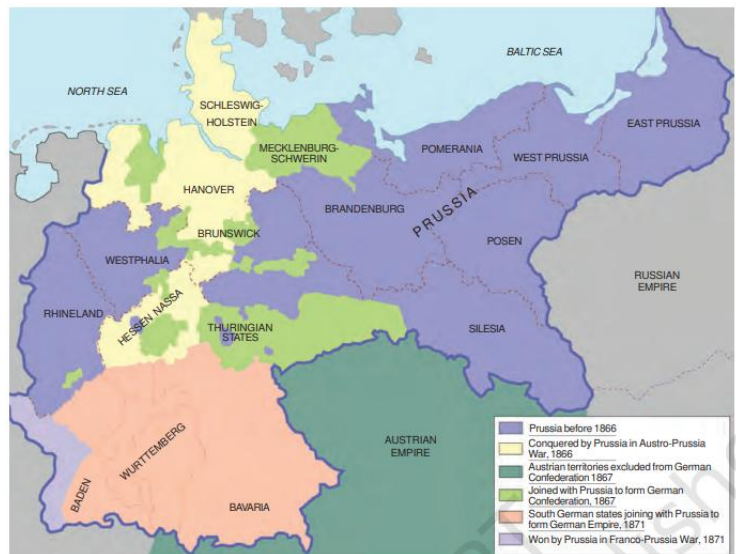 BALTIC SEA
NORTH SEA
SCHLESWIG-
HOLSTEIN
EAST PRUSSIA
MECKLENBURG-
SCHWERIN
POMERANIA
WEST PRUSSIA
HANOVER
BRANDENBURG
PRUSSIA
BRUNSWICK
POSEN
WESTPHALIA
RUSSIAN
EMPIRE
HESSEN NASSA
RHINELAND
THURINGIAN
STATES
SILESIA
AUSTRIAN
EMPIRE
WURTTEMBERG
BADEN
BAVARIA
Prussia before 1866
Conquered by Prussia in Austro-Prussia
War, 1866
Austrian territories excluded from German
Confederation 1867
Joined with Prussia to form German
Confederation, 1867
South German states joining with Prussia to
form German Empire, 1871
Won by Prussia in Franco-Prussia War, 1871